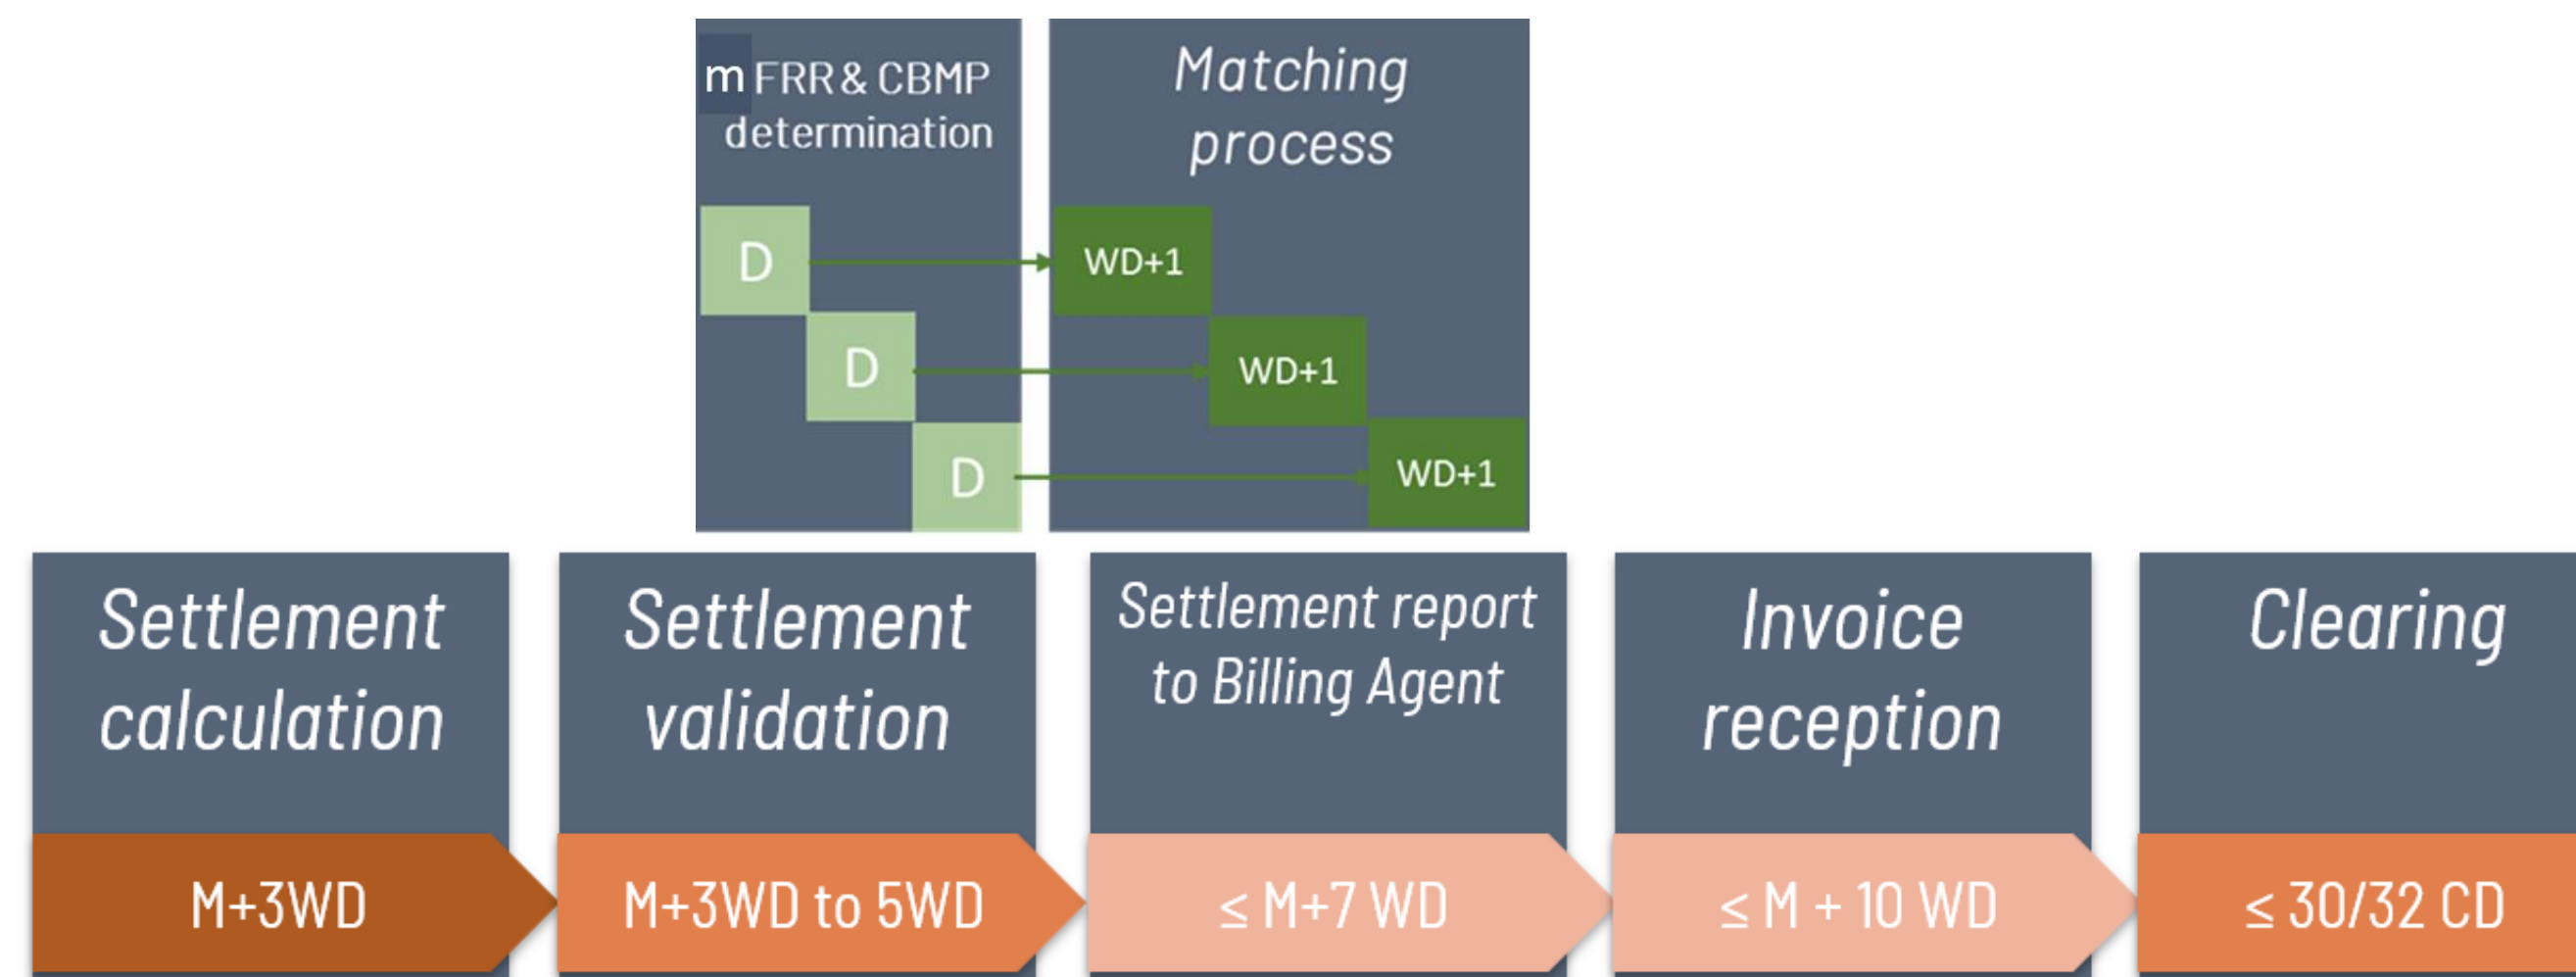 m FRR & CBMP
determination
Matching
process
D
WD+1
D
WD+1
D
WD+1
Settlement
calculation
M+3WD
Settlement
validation
M+3WD to 5WD
Settlement report
to Billing Agent
≤ M+7 WD
Invoice
reception
≤ M + 10 WD
Clearing
≤ 30/32 CD